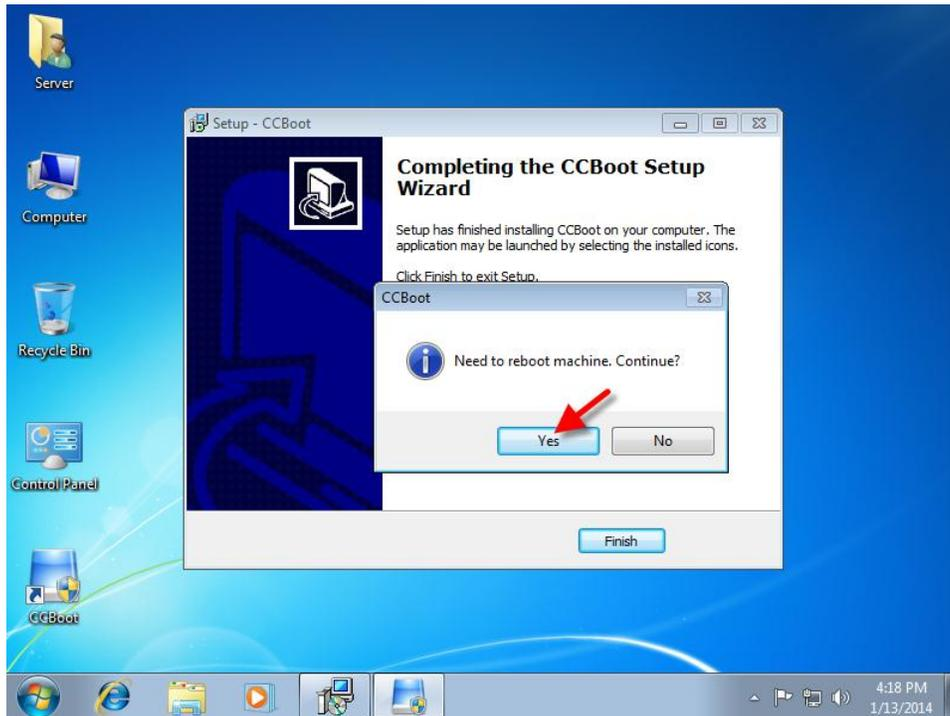 Server
Computer
Recycle Bin
Control Panel
CCBoot
Setup - CCBoot
Completing the CCBoot Setup
Wizard
Setup has finished installing CCBoot on your computer. The
application may be launched by selecting the installed icons.
Click Finish to exit Setup.
CCBoot
Need to reboot machine. Continue?
Yes
No
Finish
4:18 PM
1/13/2014